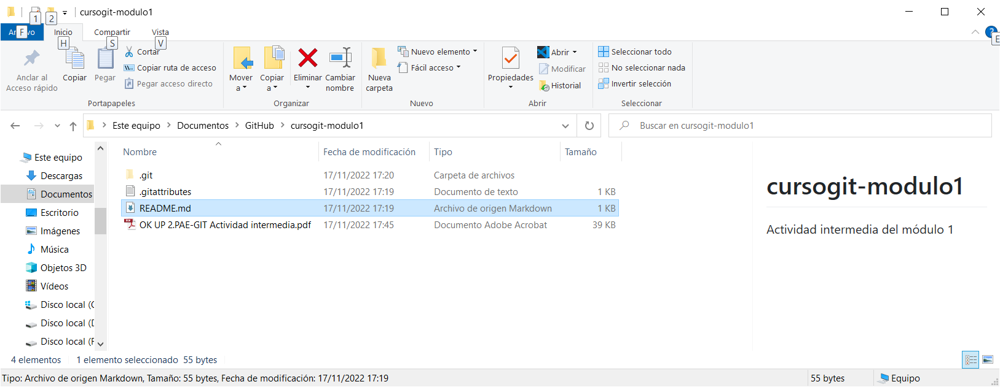 1 2 cursogit-modulo1
F Inicio Compartir Vista
H S V E
Anclar al
Acceso rápido
Copiar
Pegar
Cortar
Copiar ruta de acceso
Pegar acceso directo
Portapapeles
Mover
a
Copiar
a
Eliminar
Cambiar
nombre
Organizar
Nueva
carpeta
Nuevo elemento
Fácil acceso
Nuevo
Propiedades
Abrir
Modificar
Historial
Abrir
Seleccionar todo
No seleccionar nada
Invertir selección
Seleccionar
Este equipo > Documentos > GitHub > cursogit-modulo1
Buscar en cursogit-modulo1
Este equipo
Descargas
Documentos
Escritorio
Imágenes
Música
Objetos 3D
Vídeos
Disco local (C
Disco local (D
Disco local (F
Nombre Fecha de modificación Tipo Tamaño
.git 17/11/2022 17:20 Carpeta de archivos
.gitattributes 17/11/2022 17:19 Documento de texto 1 KB
README.md 17/11/2022 17:19 Archivo de origen Markdown 1 KB
OK UP 2.PAE-GIT Actividad intermedia.pdf 17/11/2022 17:45 Documento Adobe Acrobat 39 KB
cursogit-modulo1
Actividad intermedia del módulo 1
4 elementos 1 elemento seleccionado 55 bytes
Tipo: Archivo de origen Markdown, Tamaño: 55 bytes, Fecha de modificación: 17/11/2022 17:19 55 bytes Equipo